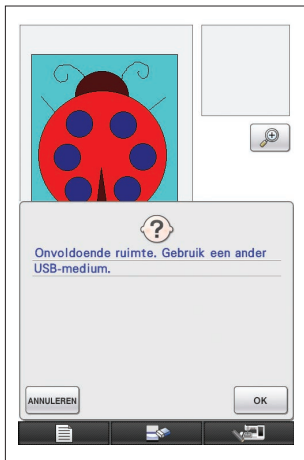 Onvoldoende ruimte. Gebruik een ander
USB-medium.
ANNULEREN
OK